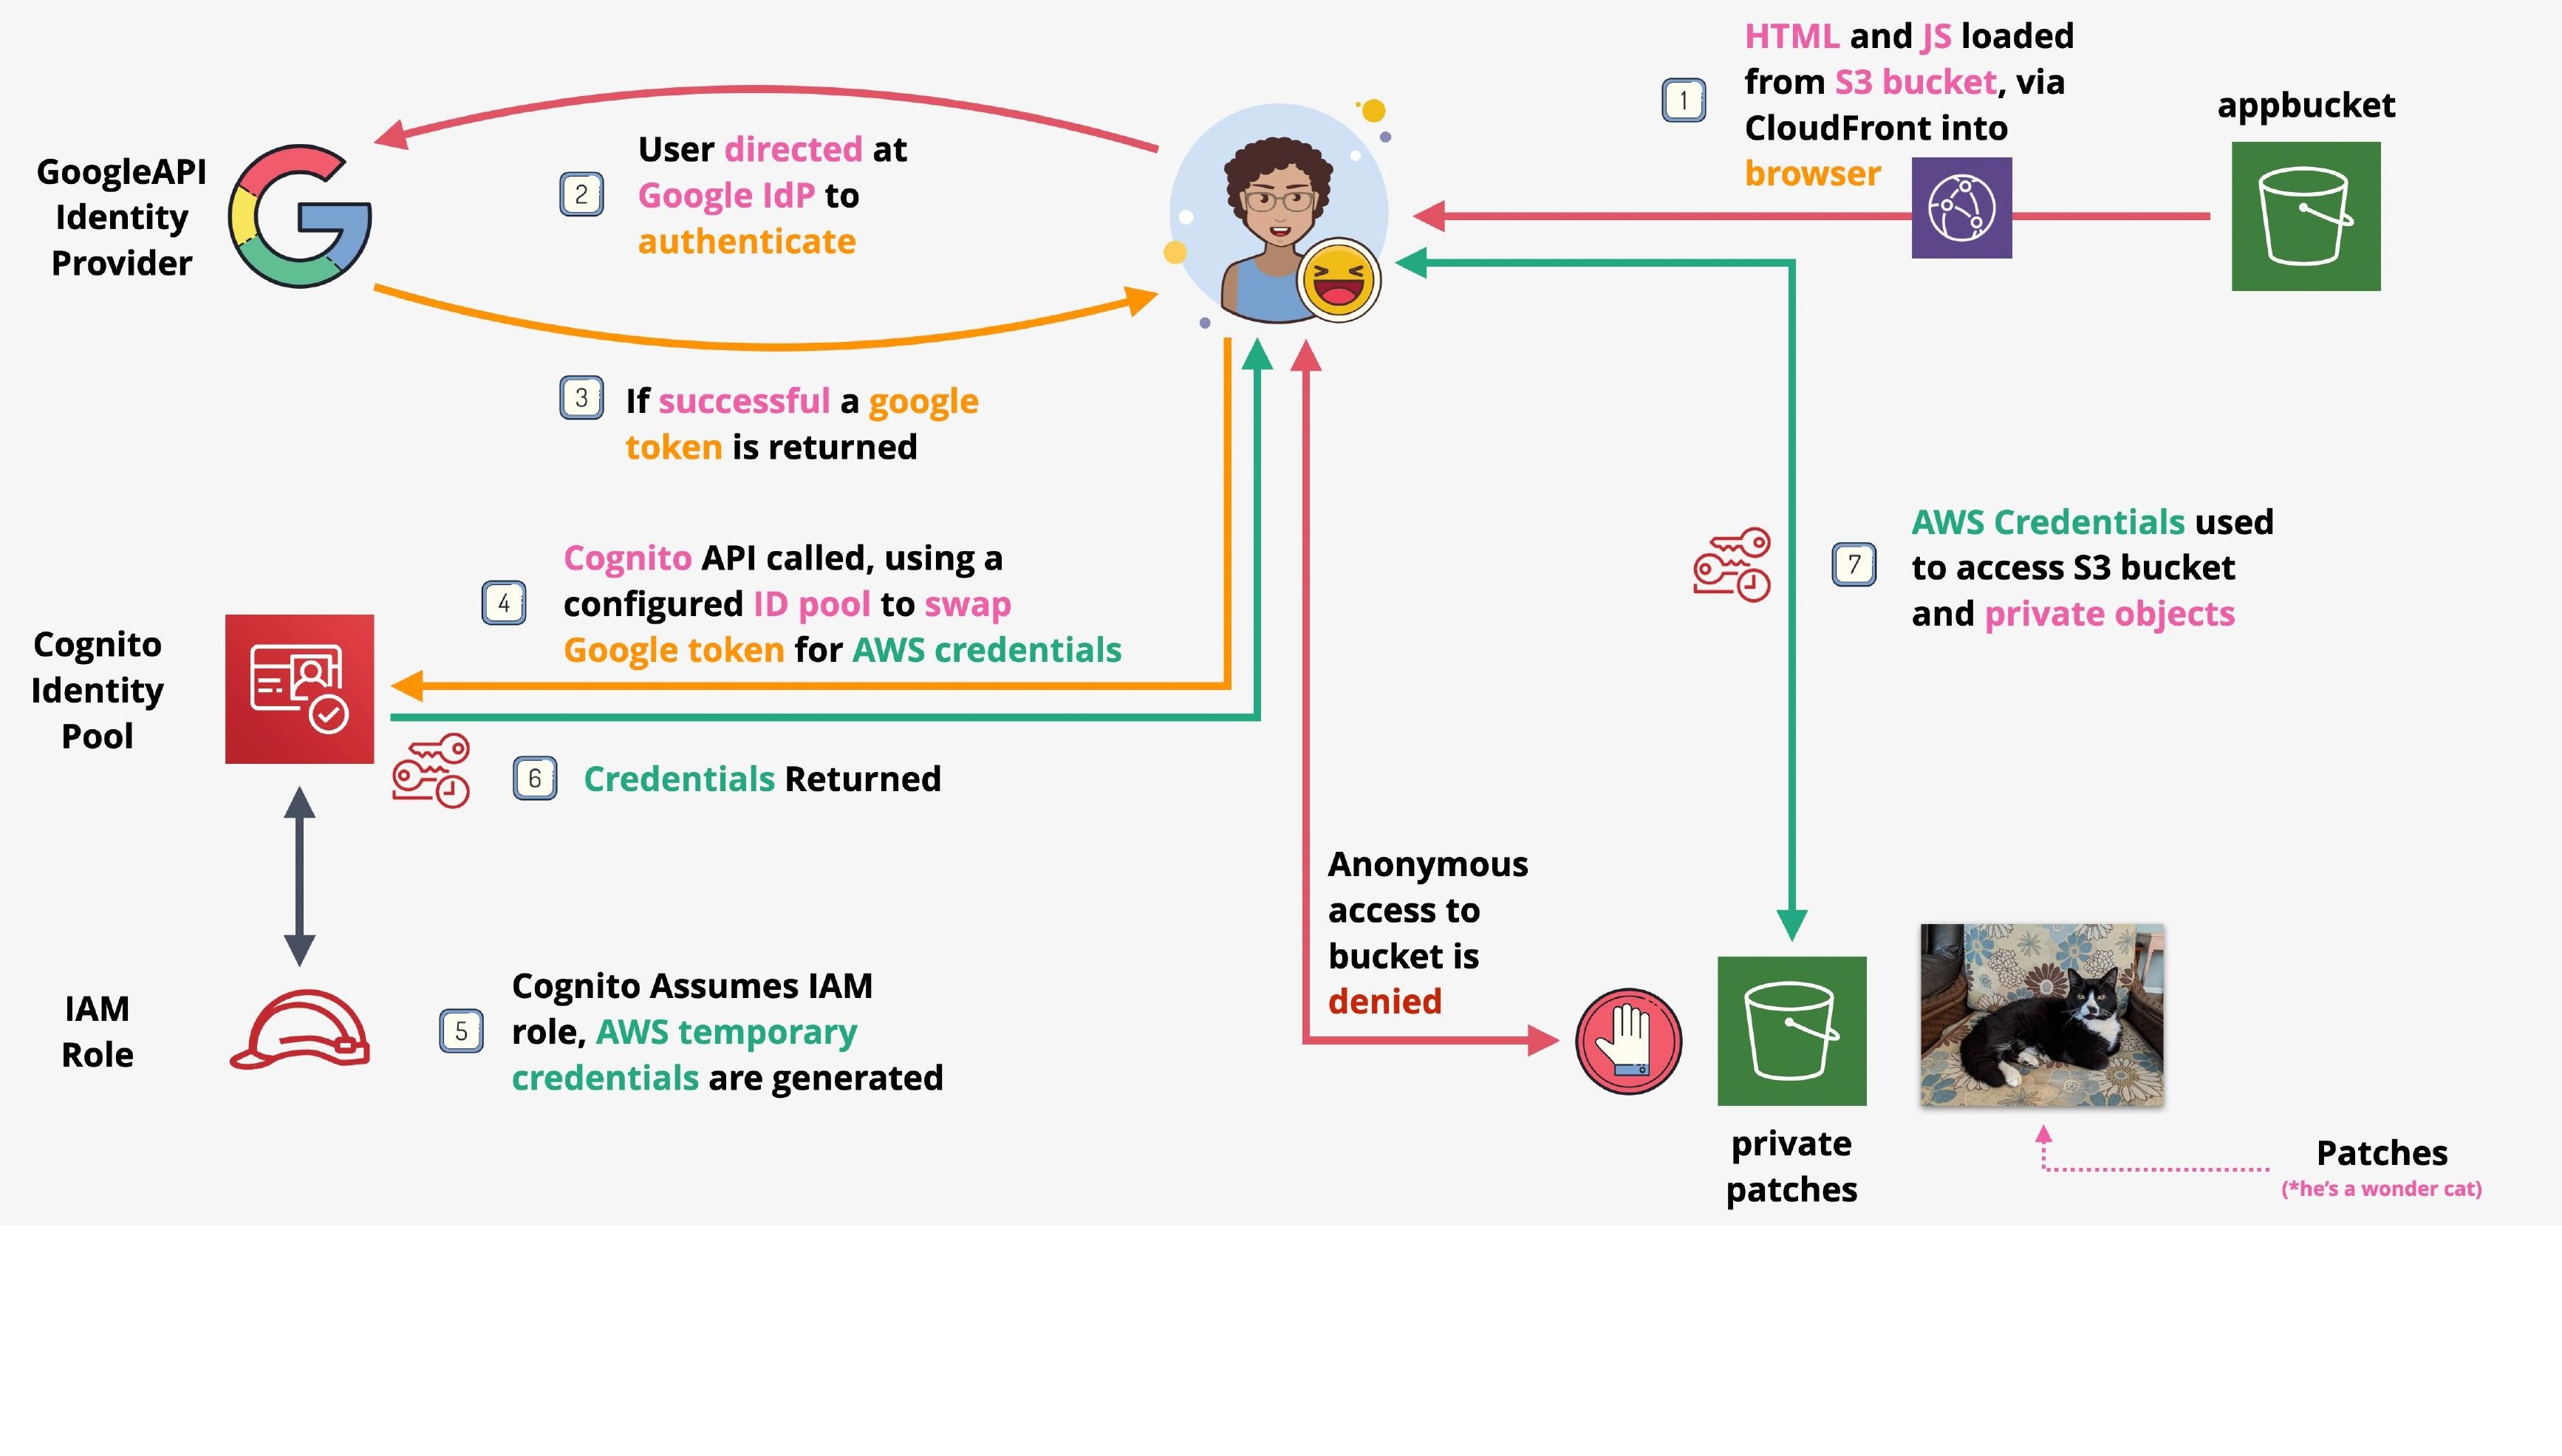 HTML and JS loaded
from S3 bucket, via
CloudFront into
browser
1
appbucket
GoogleAPI
Identity
Provider
2
User directed at
Google IdP to
authenticate
3
If successful a google
token is returned
4
Cognito API called, using a
configured ID pool to swap
Google token for AWS credentials
Cognito
Identity
Pool
6
Credentials Returned
7
AWS Credentials used
to access S3 bucket
and private objects
IAM
Role
5
Cognito Assumes IAM
role, AWS temporary
credentials are generated
Anonymous
access to
bucket is
denied
private
patches
Patches
(*he's a wonder cat)